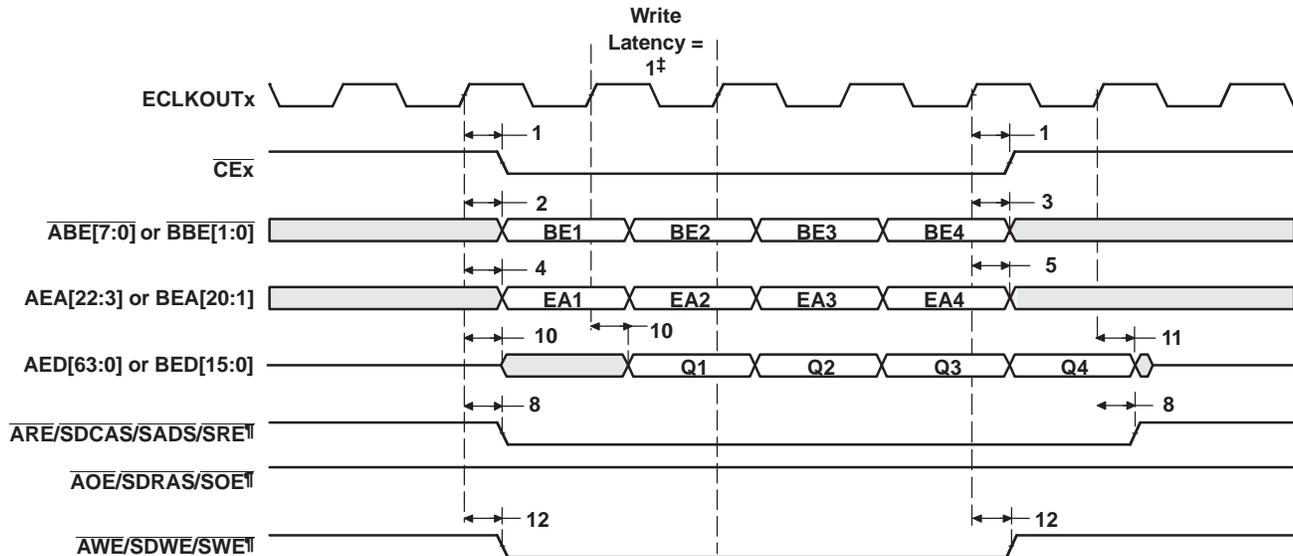 Write
Latency =
1‡
ECLKOUTx
1 1
CEx
2 3
ABE[7:0] or BBE[1:0] BE1 BE2 BE3 BE4
4 5
AEA[22:3] or BEA[20:1] EA1 EA2 EA3 EA4
10 10 11
AED[63:0] or BED[15:0] Q1 Q2 Q3 Q4
8 8
ARE/SDCAS/SADS/SRE¶
AOE/SDRAS/SOE¶
12 12
AWE/SDWE/SWE¶